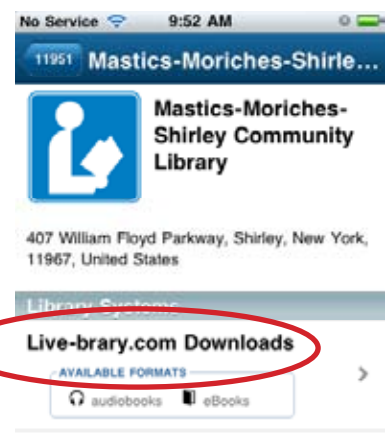 No Service 9:52 AM
11951 Mastics-Moriches-Shirle...
Mastics-Moriches-
Shirley Community
Library
407 William Floyd Parkway, Shirley, New York,
11967, United States
Library Systems
Live-brary.com Downloads
AVAILABLE FORMATS
audiobooks eBooks